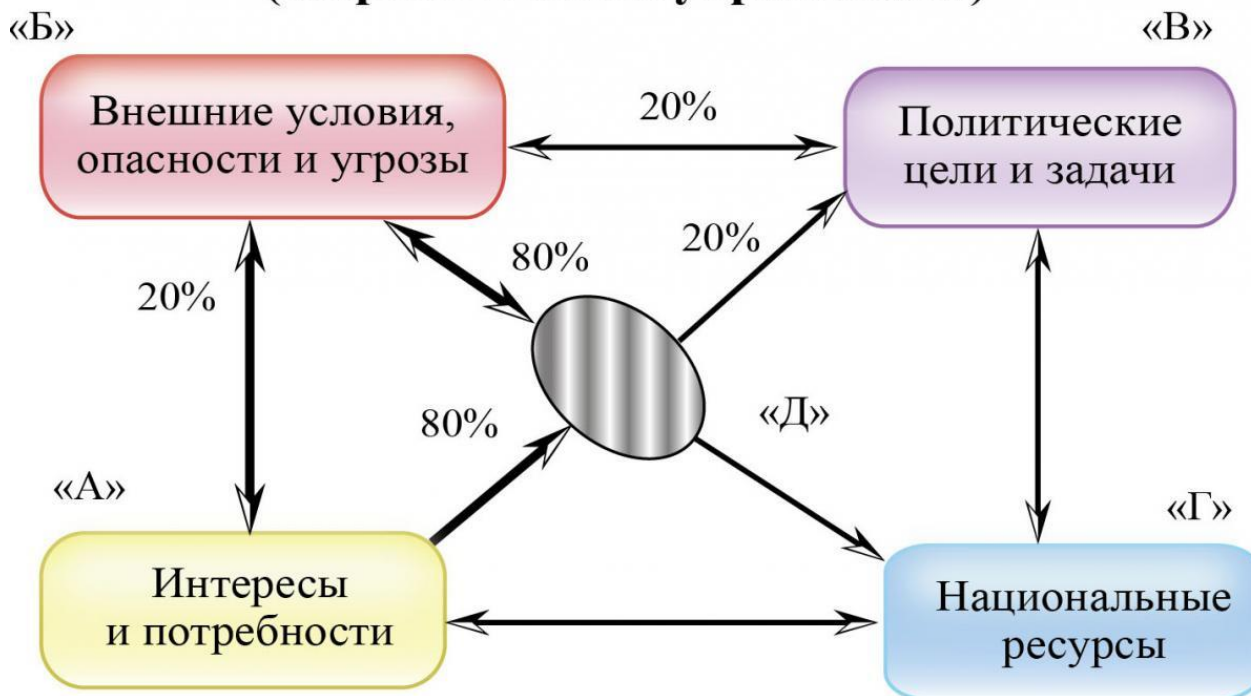 «Б»
«В»
Внешние условия,
опасности и угрозы
20%
Политические
цели и задачи
80%
20%
20%
80%
«Д»
«А»
«Г»
Интересы
и потребности
Национальные
ресурсы